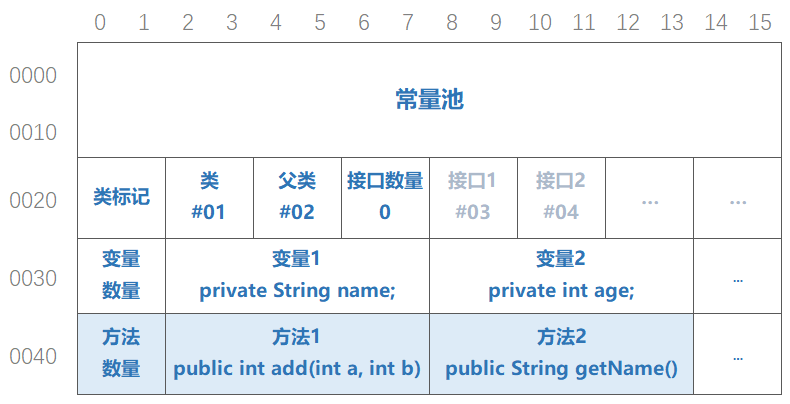 0 1 2 3 4 5 6 7 8 9 10 11 12 13 14 15
0000
常量池
0010
0020
类标记
类
#01
父类
#02
接口数量
0
接口1
#03
接口2
#04
...
...
0030
变量
数量
变量1
private String name;
变量2
private int age;
...
0040
方法
数量
方法1
public int add(int a, int b)
方法2
public String getName()
...